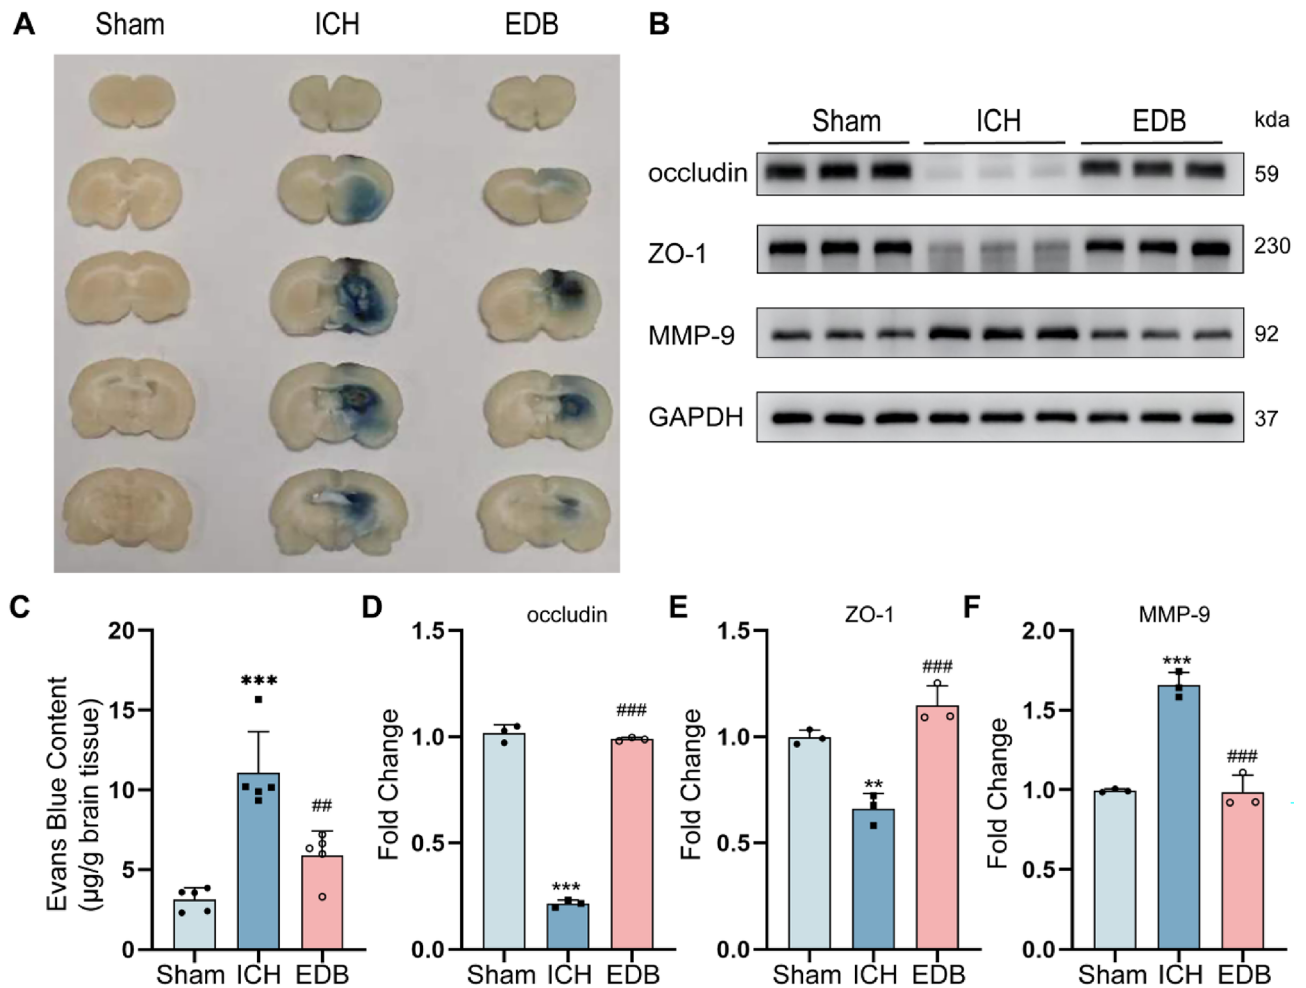 A
Sham ICH EDB
B
Sham ICH EDB kda
occludin 59
ZO-1 230
MMP-9 92
GAPDH 37
C
Evans Blue Content
(µg/g brain tissue)
20
15
10
5
0
***
##
Sham ICH EDB
D
occludin
Fold Change
1.5
1.0
0.5
0.0
***
###
Sham ICH EDB
E
ZO-1
Fold Change
1.5
1.0
0.5
0.0
**
###
Sham ICH EDB
F
MMP-9
Fold Change
2.0
1.5
1.0
0.5
0.0
***
###
Sham ICH EDB